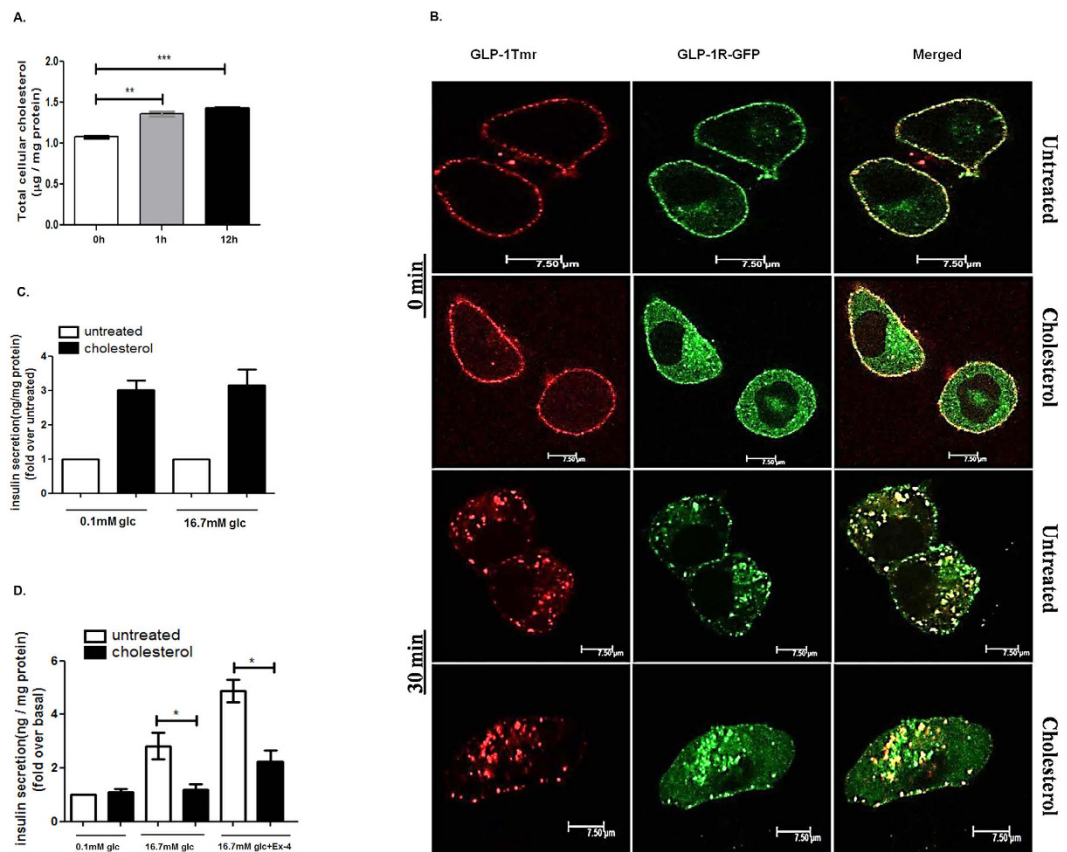 A.
***
**
Total cellular cholesterol
(µg / mg protein)
2.0
1.5
1.0
0.5
0.0
0h 1h 12h
B.
GLP-1Tmr GLP-1R-GFP Merged
7.50 µm 7.50 µm 7.50 µm
Untreated
0 min
7.50 µm 7.50 µm 7.50 µm
Cholesterol
7.50 µm 7.50 µm 7.50 µm
Untreated
30 min
7.50 µm 7.50 µm 7.50 µm
Cholesterol
C.
untreated
cholesterol
insulin secretion(ng/mg protein)
(fold over untreated)
4
3
2
1
0
0.1mM glc 16.7mM glc
D.
untreated
cholesterol
insulin secretion(ng / mg protein)
(fold over basal)
6
4
2
0
*
*
0.1mM glc 16.7mM glc 16.7mM glc+Ex-4